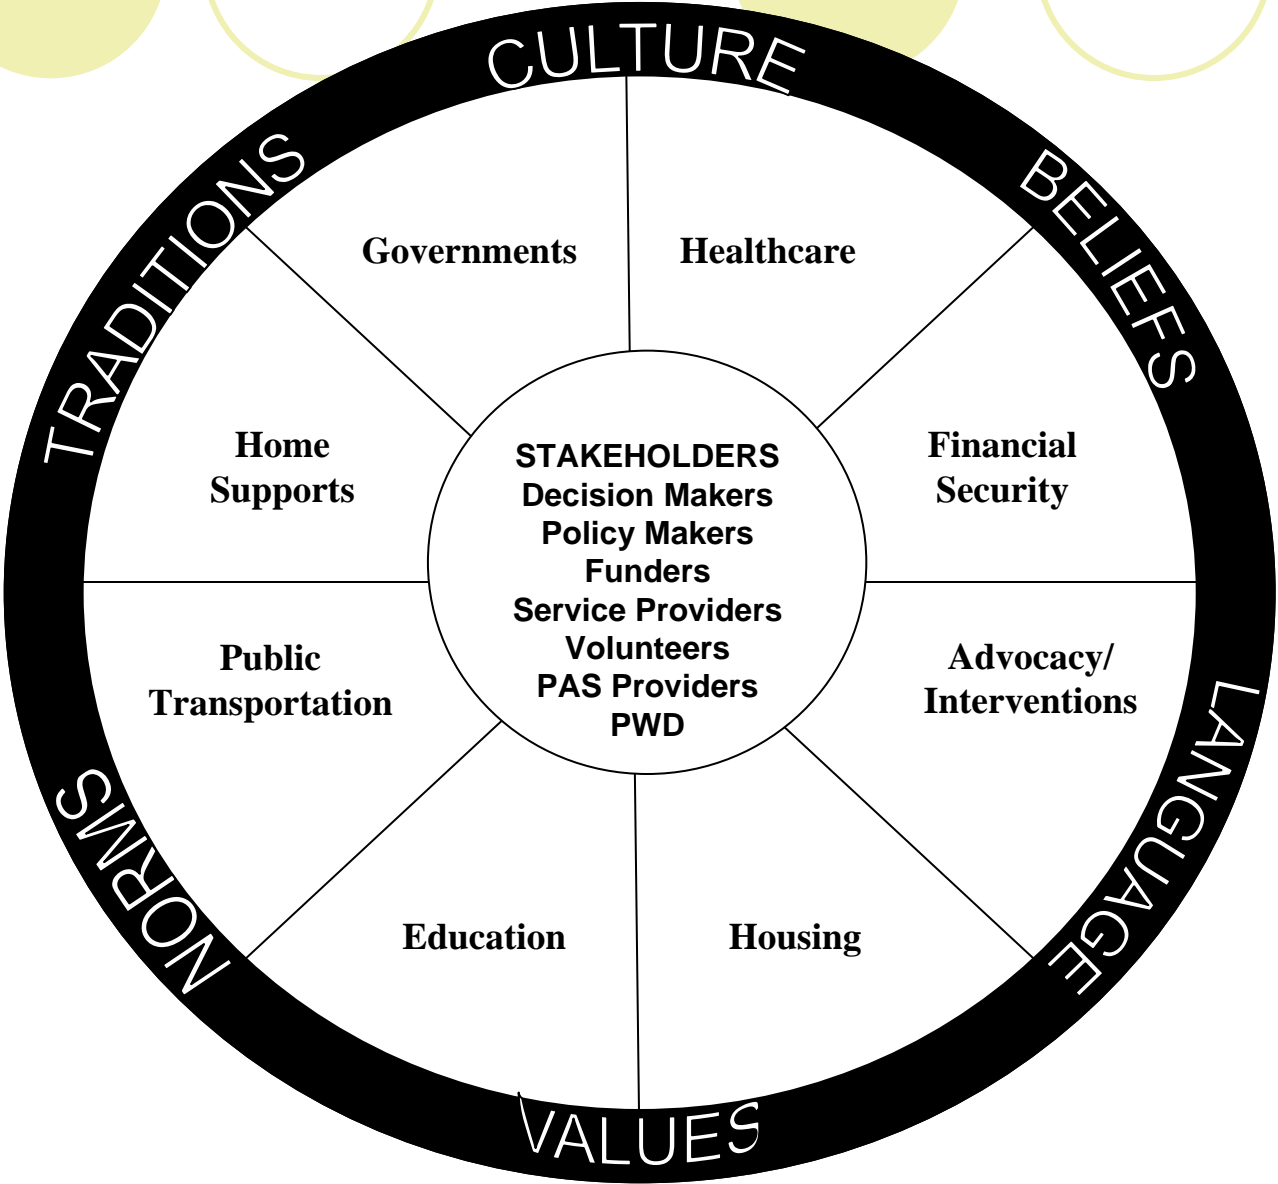 CULTURE
TRADITIONS
BELIEFS
Governments
Healthcare
Home
Supports
STAKEHOLDERS
Decision Makers
Policy Makers
Funders
Service Providers
Volunteers
PAS Providers
PWD
Financial
Security
Public
Transportation
Advocacy/
Interventions
Education
Housing
NORMS
LANGUAGE
VALUES